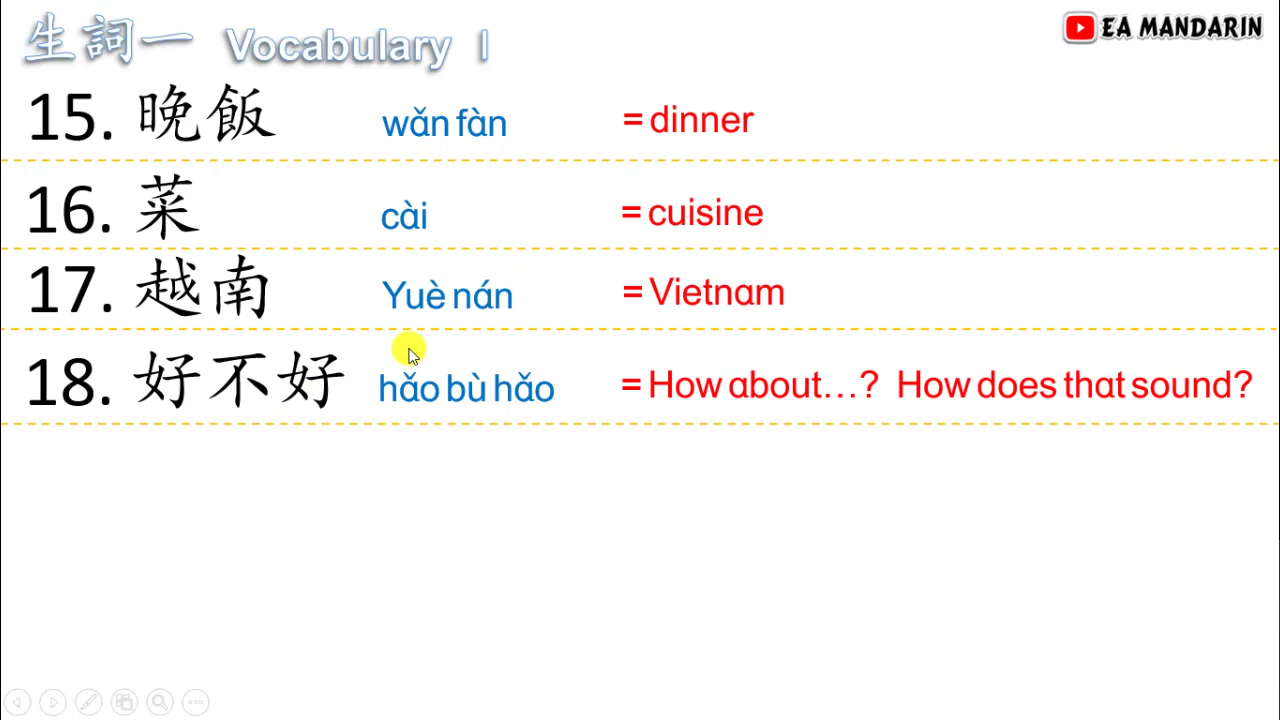 生詞一 Vocabulary I
EA MANDARIN
15. 晚飯 wǎn fàn = dinner
16. 菜 cài = cuisine
17. 越南 Yuè nán = Vietnam
18. 好不好 hǎo bù hǎo = How about…? How does that sound?